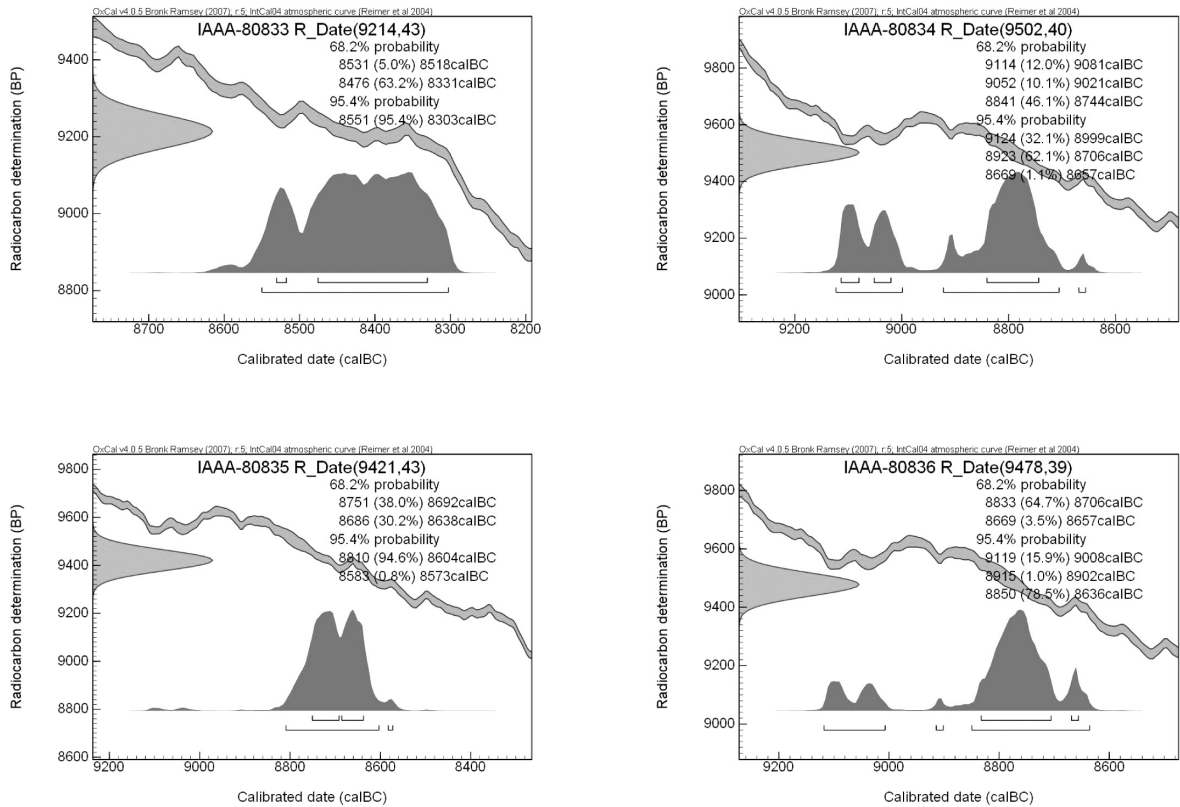 OxCal v4.0.5 Bronk Ramsey (2007); r:5; IntCal04 atmospheric curve (Reimer et al 2004)
IAAA-80833 R_Date(9214,43)
68.2% probability
8531 (5.0%) 8518calBC
8476 (63.2%) 8331calBC
95.4% probability
8551 (95.4%) 8303calBC
Radiocarbon determination (BP)
9400
9200
9000
8800
8700 8600 8500 8400 8300 8200
Calibrated date (calBC)
OxCal v4.0.5 Bronk Ramsey (2007); r:5; IntCal04 atmospheric curve (Reimer et al 2004)
IAAA-80834 R_Date(9502,40)
68.2% probability
9114 (12.0%) 9081calBC
9052 (10.1%) 9021calBC
8841 (46.1%) 8744calBC
95.4% probability
9124 (32.1%) 8999calBC
8923 (62.1%) 8706calBC
8669 (1.1%) 8657calBC
Radiocarbon determination (BP)
9800
9600
9400
9200
9000
9200 9000 8800 8600
Calibrated date (calBC)
OxCal v4.0.5 Bronk Ramsey (2007); r:5; IntCal04 atmospheric curve (Reimer et al 2004)
IAAA-80835 R_Date(9421,43)
68.2% probability
8751 (38.0%) 8692calBC
8686 (30.2%) 8638calBC
95.4% probability
8810 (94.6%) 8604calBC
8583 (0.8%) 8573calBC
Radiocarbon determination (BP)
9800
9600
9400
9200
9000
8800
8600
9200 9000 8800 8600 8400
Calibrated date (calBC)
OxCal v4.0.5 Bronk Ramsey (2007); r:5; IntCal04 atmospheric curve (Reimer et al 2004)
IAAA-80836 R_Date(9478,39)
68.2% probability
8833 (64.7%) 8706calBC
8669 (3.5%) 8657calBC
95.4% probability
9119 (15.9%) 9008calBC
8915 (1.0%) 8902calBC
8850 (78.5%) 8636calBC
Radiocarbon determination (BP)
9800
9600
9400
9200
9000
9200 9000 8800 8600
Calibrated date (calBC)